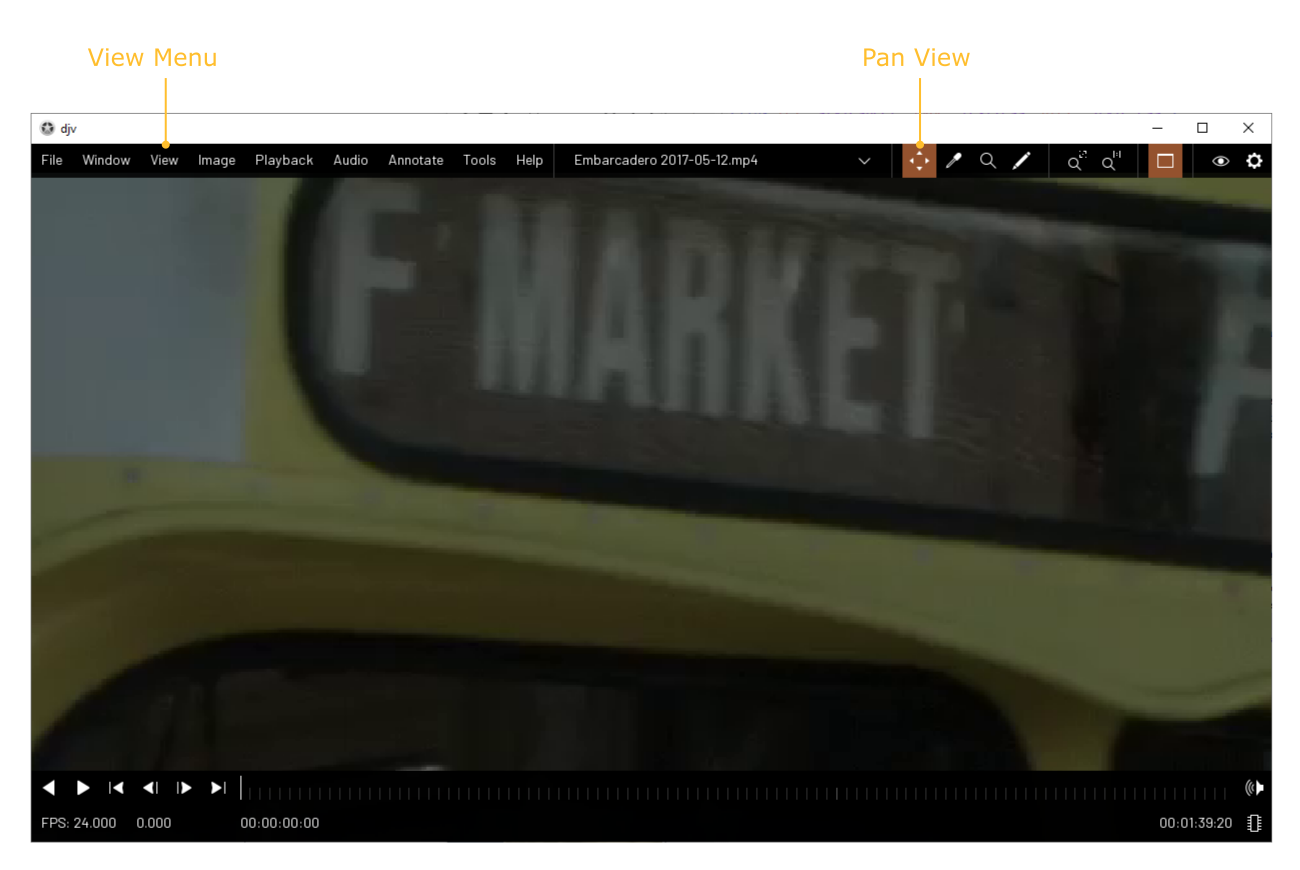 View Menu
Pan View
djv
File Window View Image Playback Audio Annotate Tools Help Embarcadero 2017-05-12.mp4
F MARKET F
FPS: 24.000 0.000 00:00:00:00 00:01:39:20